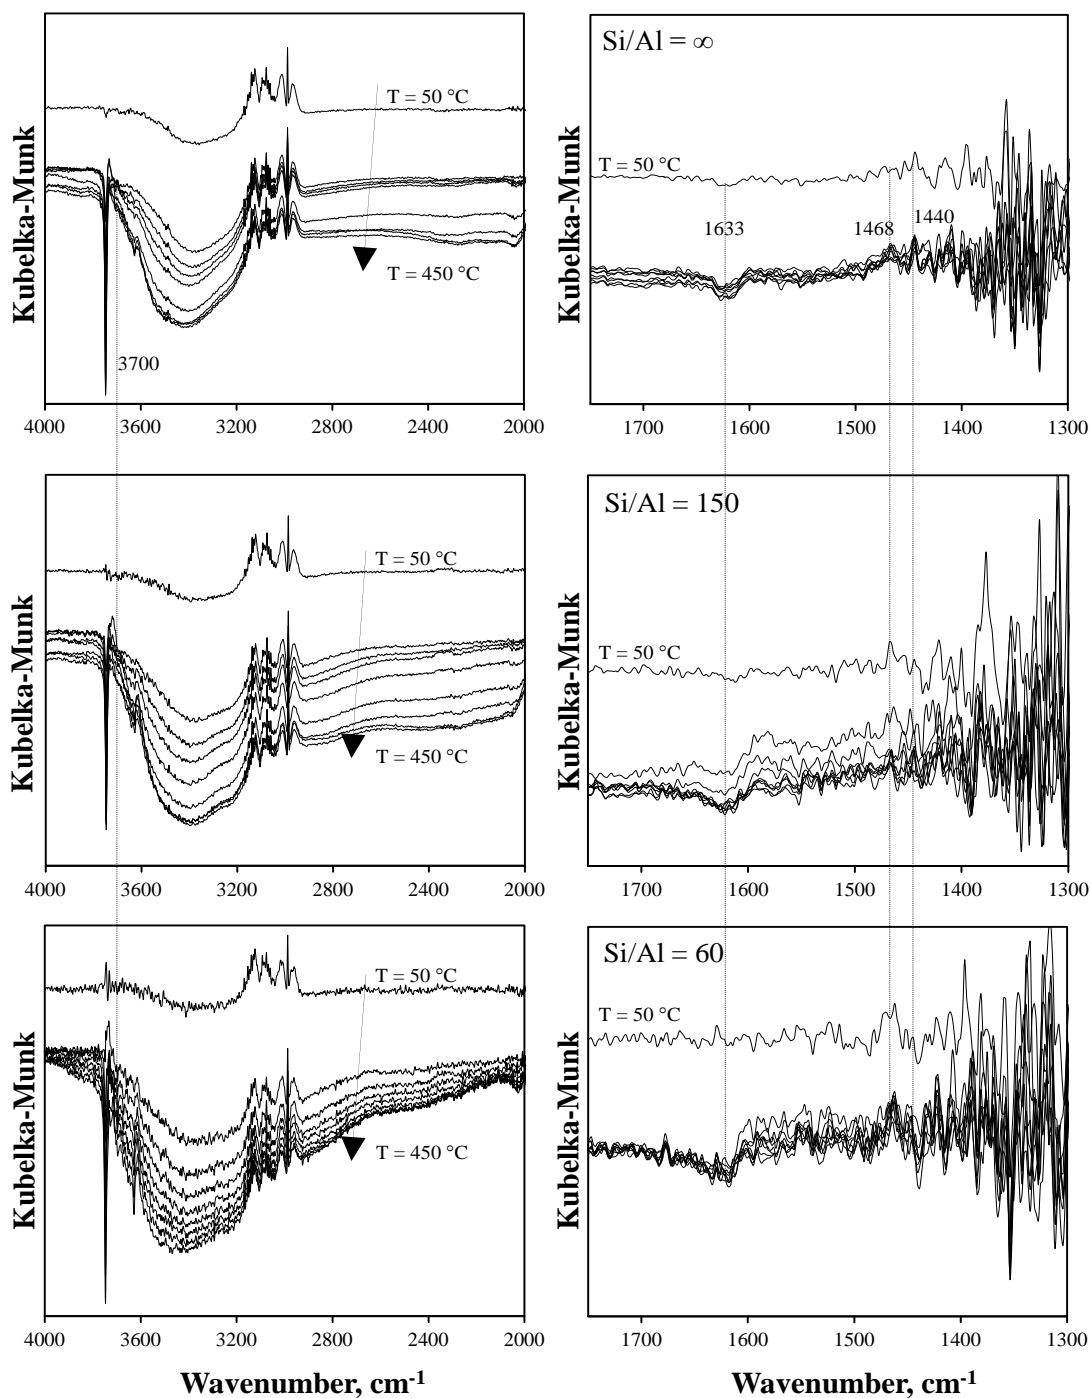 Kubelka-Munk
T = 50 °C
T = 450 °C
3700
4000 3600 3200 2800 2400 2000
Kubelka-Munk
Si/Al = ∞
T = 50 °C
1633
1468
1440
1700 1600 1500 1400 1300
Kubelka-Munk
T = 50 °C
T = 450 °C
4000 3600 3200 2800 2400 2000
Kubelka-Munk
Si/Al = 150
T = 50 °C
1700 1600 1500 1400 1300
Kubelka-Munk
T = 50 °C
T = 450 °C
4000 3600 3200 2800 2400 2000
Wavenumber, cm⁻¹
Kubelka-Munk
Si/Al = 60
T = 50 °C
1700 1600 1500 1400 1300
Wavenumber, cm⁻¹